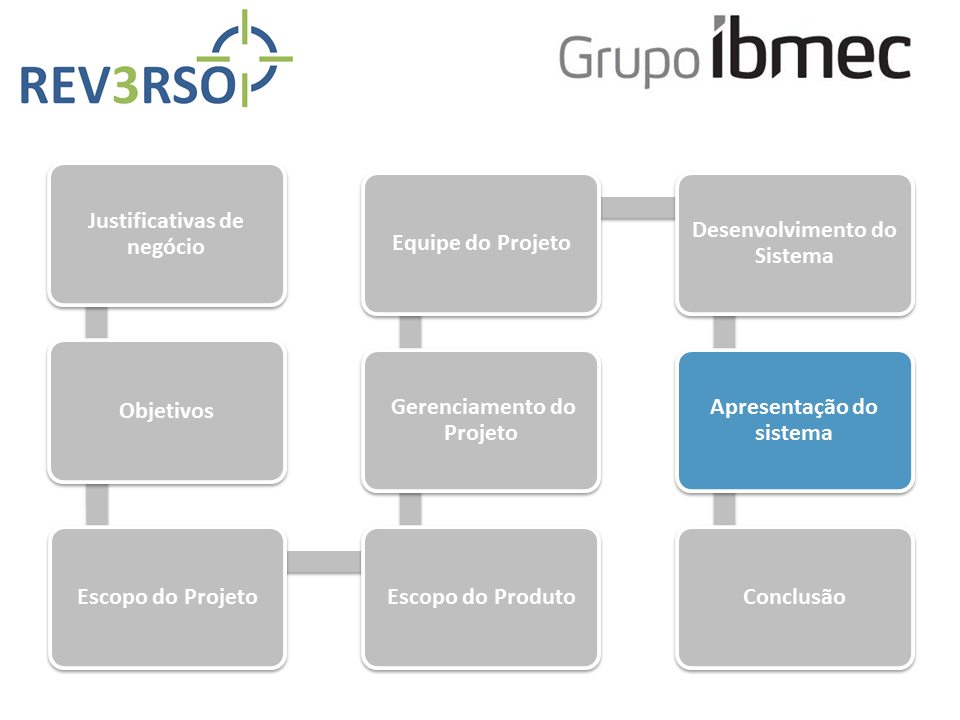 REV3RSO
Grupo ibmec
Justificativas de
negócio
Objetivos
Escopo do Projeto
Escopo do Produto
Gerenciamento do
Projeto
Equipe do Projeto
Desenvolvimento do
Sistema
Apresentação do
sistema
Conclusão